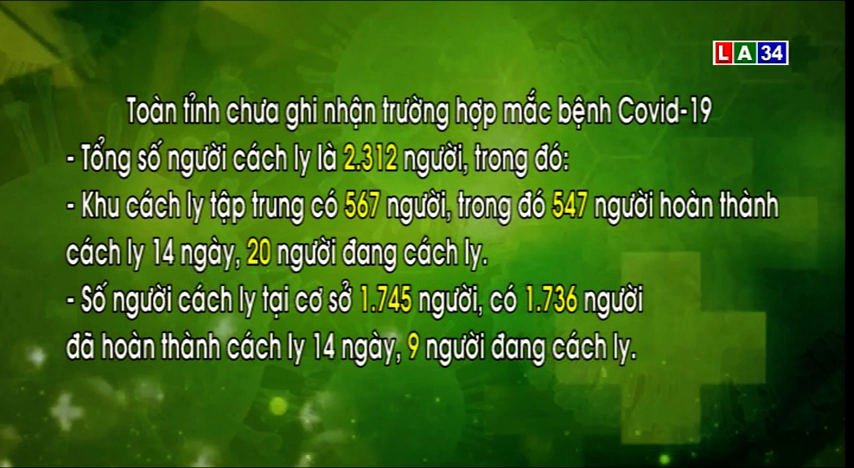 LA34
Toàn tỉnh chưa ghi nhận trường hợp mắc bệnh Covid-19
- Tổng số người cách ly là 2.312 người, trong đó:
- Khu cách ly tập trung có 567 người, trong đó 547 người hoàn thành
cách ly 14 ngày, 20 người đang cách ly.
- Số người cách ly tại cơ sở 1.745 người, có 1.736 người
đã hoàn thành cách ly 14 ngày, 9 người đang cách ly.